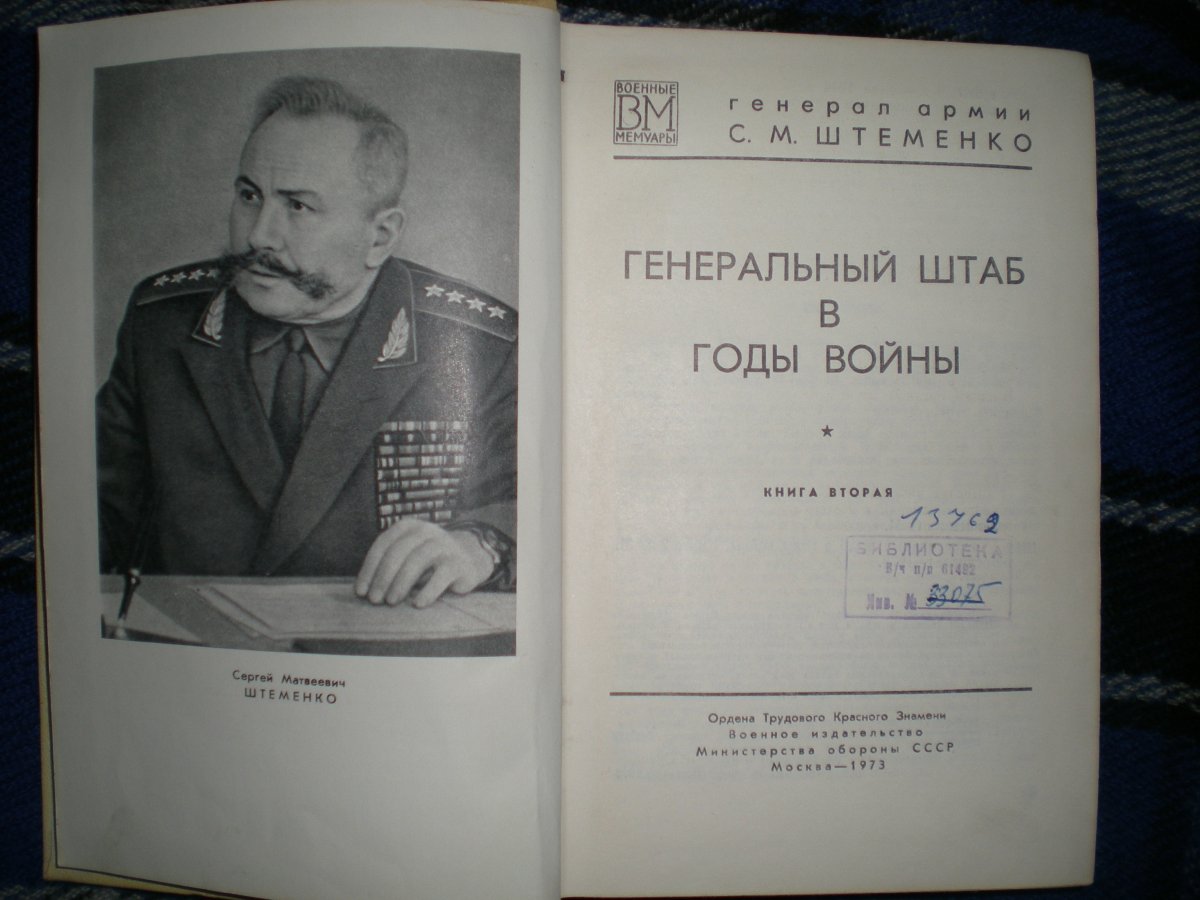 Сергей Матвеевич
ШТЕМЕНКО
ВОЕННЫЕ
ВМ
МЕМУАРЫ
генерал армии
С. М. ШТЕМЕНКО
ГЕНЕРАЛЬНЫЙ ШТАБ
В
ГОДЫ ВОЙНЫ
КНИГА ВТОРАЯ
13762
БИБЛИОТЕКА
В/ч п/п 61482
Инв. № 33075
Ордена Трудового Красного Знамени
Военное издательство
Министерства обороны СССР
Москва—1973